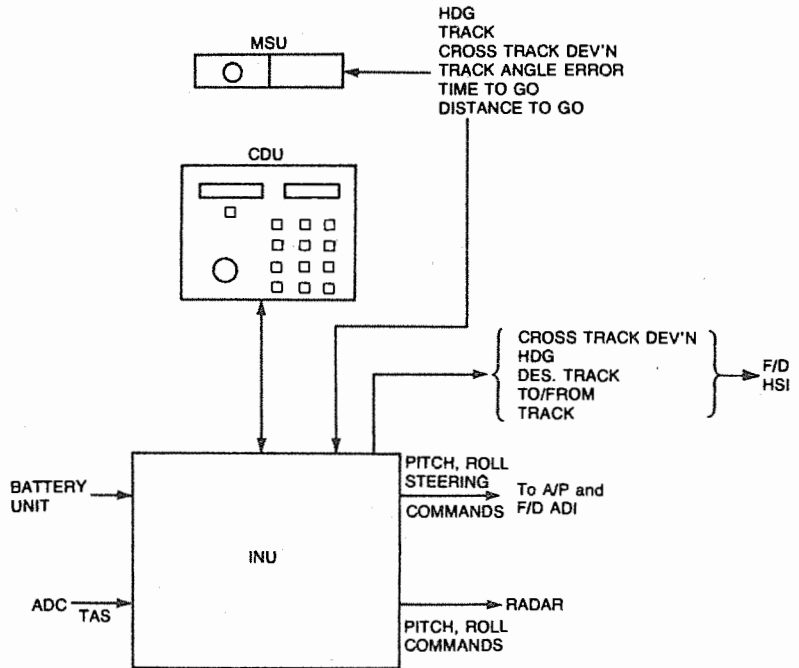 HDG
TRACK
CROSS TRACK DEV'N
TRACK ANGLE ERROR
TIME TO GO
DISTANCE TO GO
MSU
CDU
CROSS TRACK DEV'N
HDG
DES. TRACK
TO/FROM
TRACK
F/D
HSI
BATTERY
UNIT
PITCH, ROLL
STEERING
COMMANDS
To A/P and
F/D ADI
INU
ADC
TAS
RADAR
PITCH, ROLL
COMMANDS